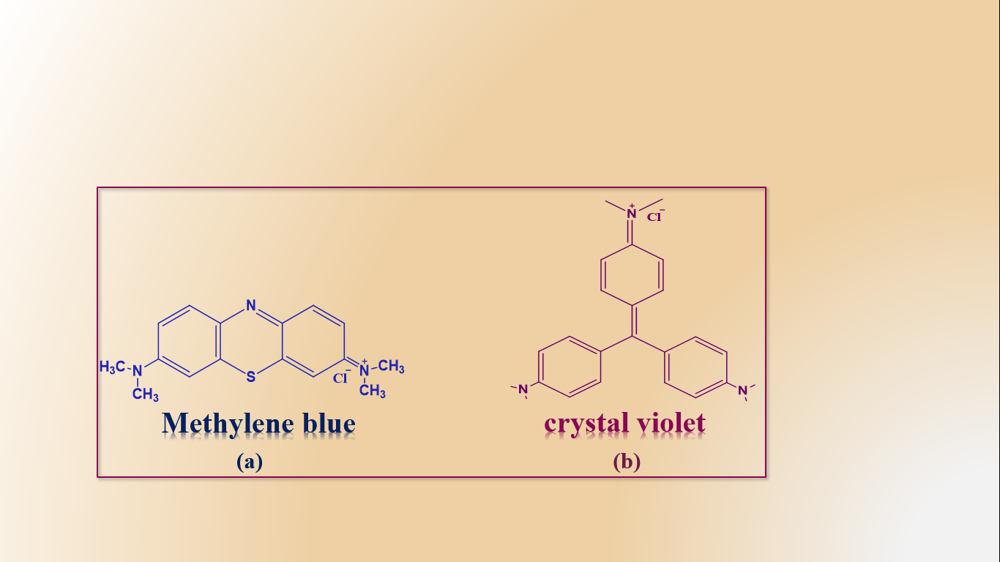 N+ Cl−
N
H3C N CH3
S
Cl− N+ CH3
CH3
N
N
Methylene blue
crystal violet
(a)
(b)